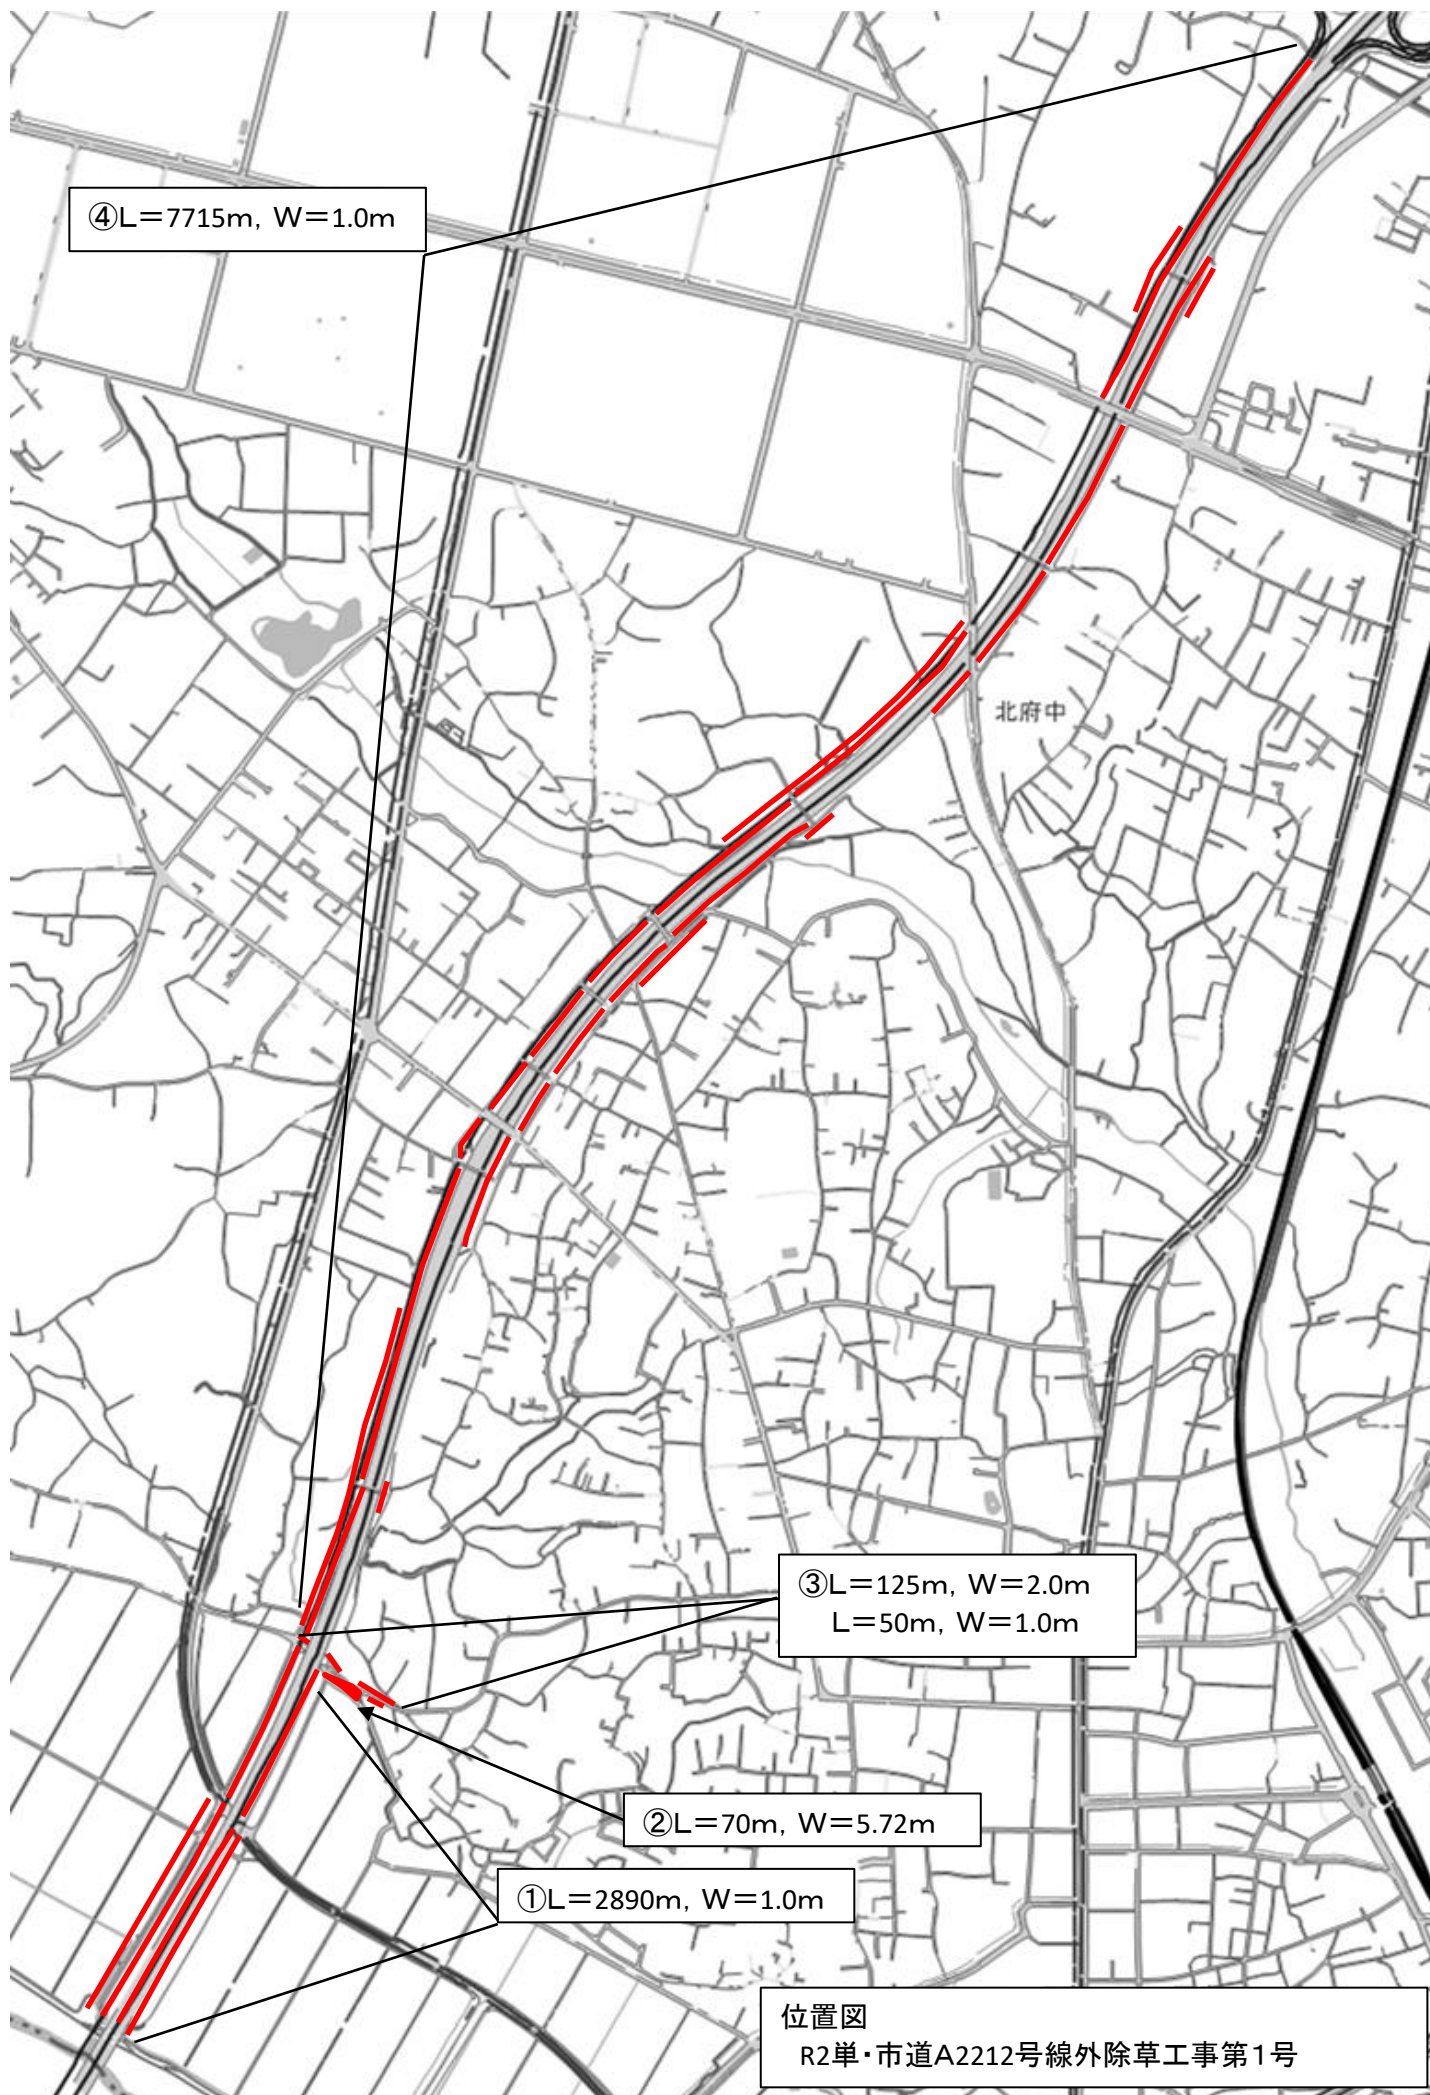 ④L=7715m, W=1.0m
北府中
③L=125m, W=2.0m
L=50m, W=1.0m
②L=70m, W=5.72m
①L=2890m, W=1.0m
位置図
R2単・市道A2212号線外除草工事第1号